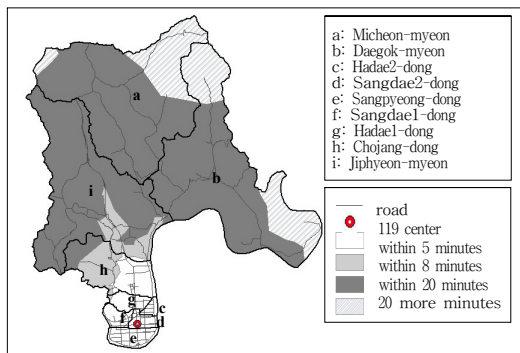 a: Micheon-myeon
b: Daegok-myeon
c: Hadae2-dong
d: Sangdae2-dong
e: Sangpyeong-dong
f: Sangdae1-dong
g: Hadae1-dong
h: Chojang-dong
i: Jiphyeon-myeon
a
i
b
h
g
c
f
d
e
road
119 center
within 5 minutes
within 8 minutes
within 20 minutes
20 more minutes